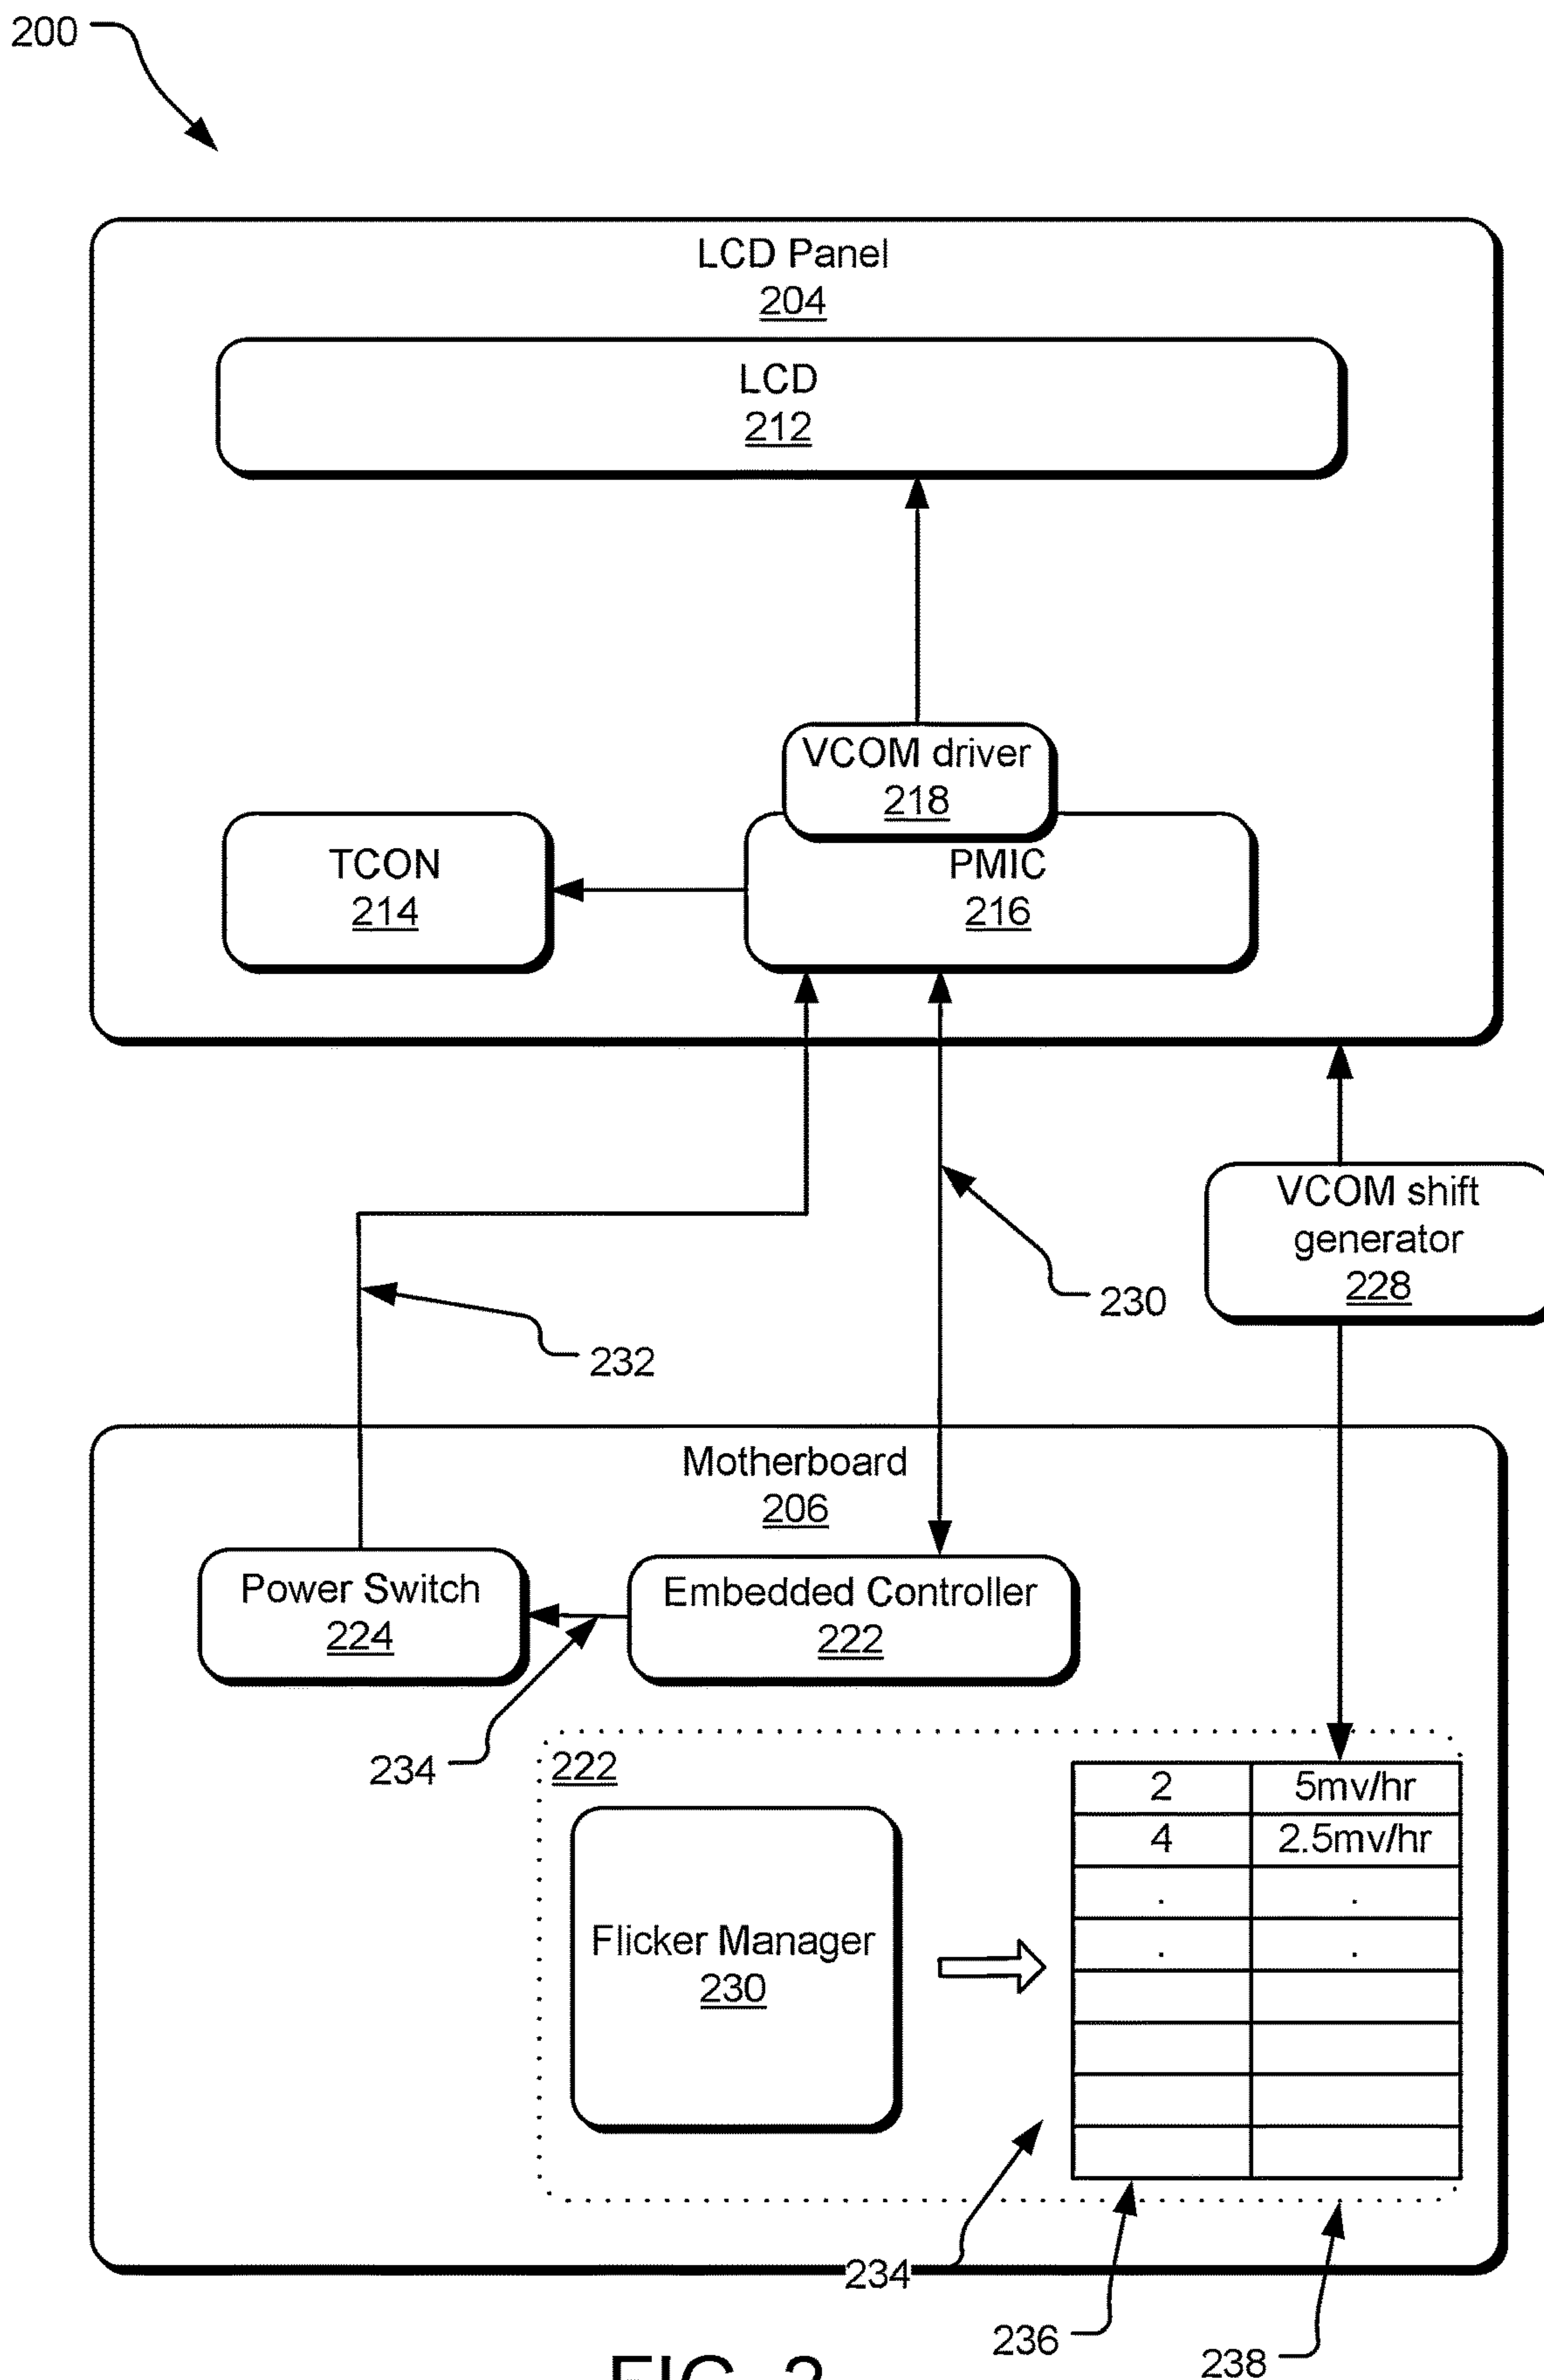 200
LCD Panel
204
LCD
212
VCOM driver
218
TCON
214
PMIC
216
VCOM shift
generator
228
230
232
Motherboard
206
Power Switch
224
Embedded Controller
222
234
222
2 5mv/hr
4 2.5mv/hr
. .
. .
Flicker Manager
230
234
236
238